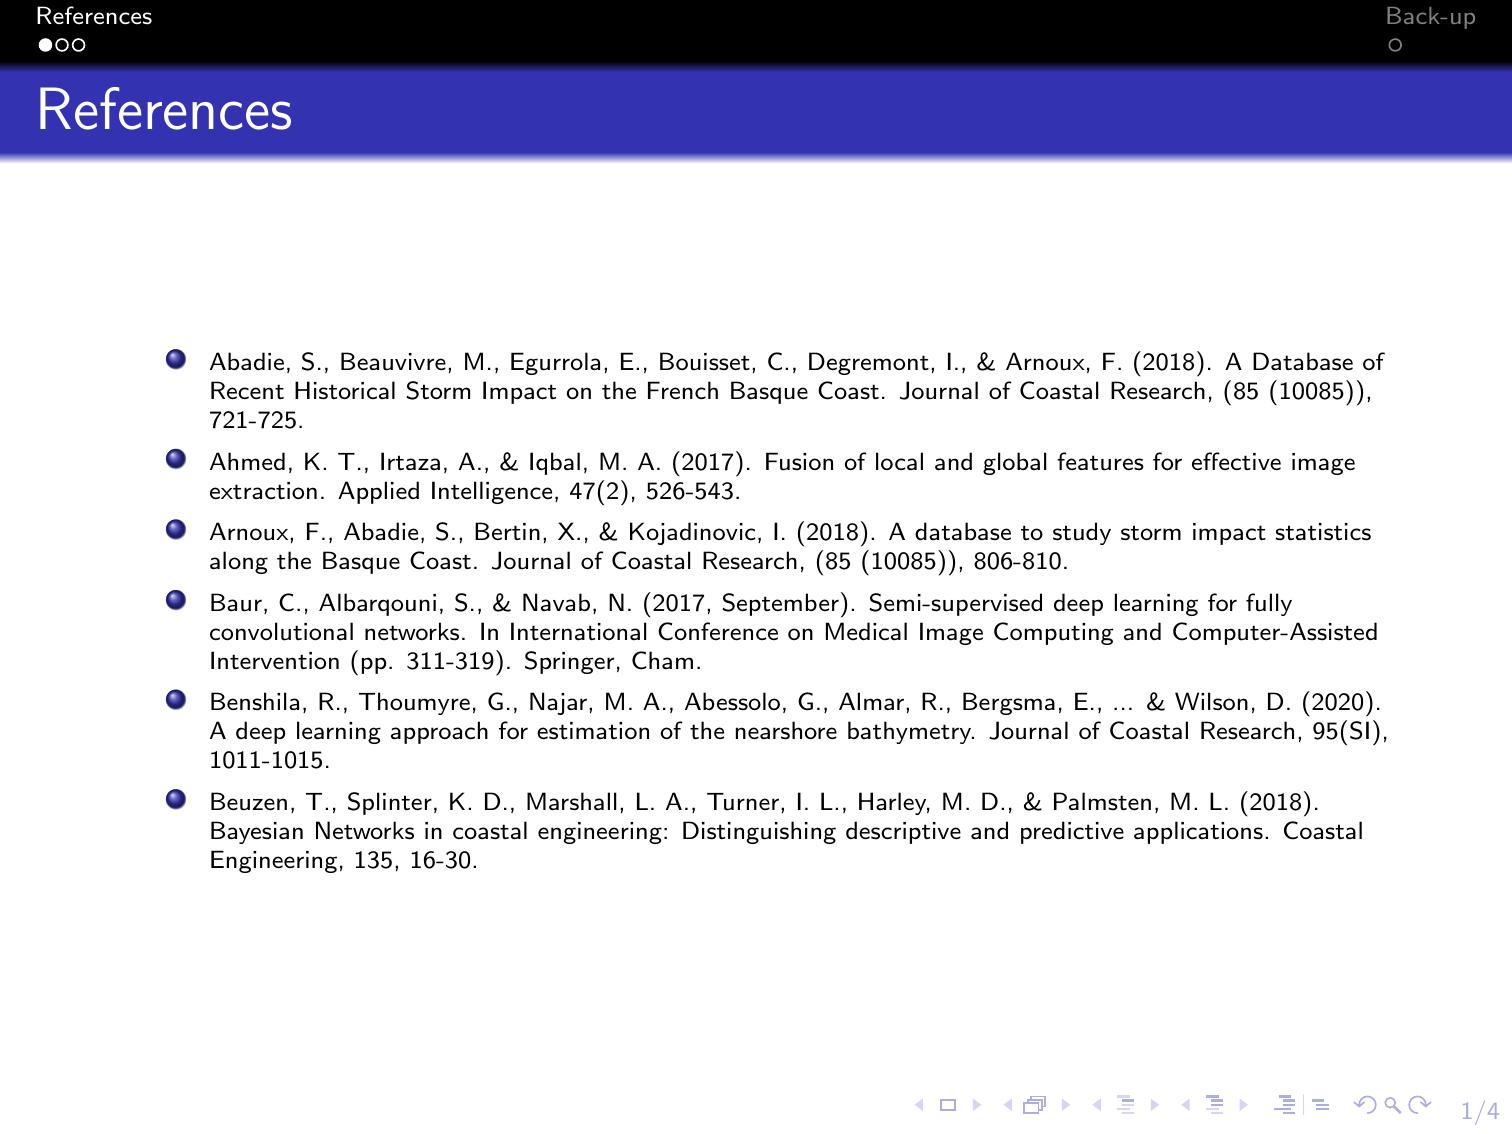 References
Back-up
References
Abadie, S., Beauvivre, M., Egurrola, E., Bouisset, C., Degremont, I., & Arnoux, F. (2018). A Database of
Recent Historical Storm Impact on the French Basque Coast. Journal of Coastal Research, (85 (10085)),
721-725.
Ahmed, K. T., Irtaza, A., & Iqbal, M. A. (2017). Fusion of local and global features for effective image
extraction. Applied Intelligence, 47(2), 526-543.
Arnoux, F., Abadie, S., Bertin, X., & Kojadinovic, I. (2018). A database to study storm impact statistics
along the Basque Coast. Journal of Coastal Research, (85 (10085)), 806-810.
Baur, C., Albarqouni, S., & Navab, N. (2017, September). Semi-supervised deep learning for fully
convolutional networks. In International Conference on Medical Image Computing and Computer-Assisted
Intervention (pp. 311-319). Springer, Cham.
Benshila, R., Thoumyre, G., Najar, M. A., Abessolo, G., Almar, R., Bergsma, E., ... & Wilson, D. (2020).
A deep learning approach for estimation of the nearshore bathymetry. Journal of Coastal Research, 95(SI),
1011-1015.
Beuzen, T., Splinter, K. D., Marshall, L. A., Turner, I. L., Harley, M. D., & Palmsten, M. L. (2018).
Bayesian Networks in coastal engineering: Distinguishing descriptive and predictive applications. Coastal
Engineering, 135, 16-30.
1/4